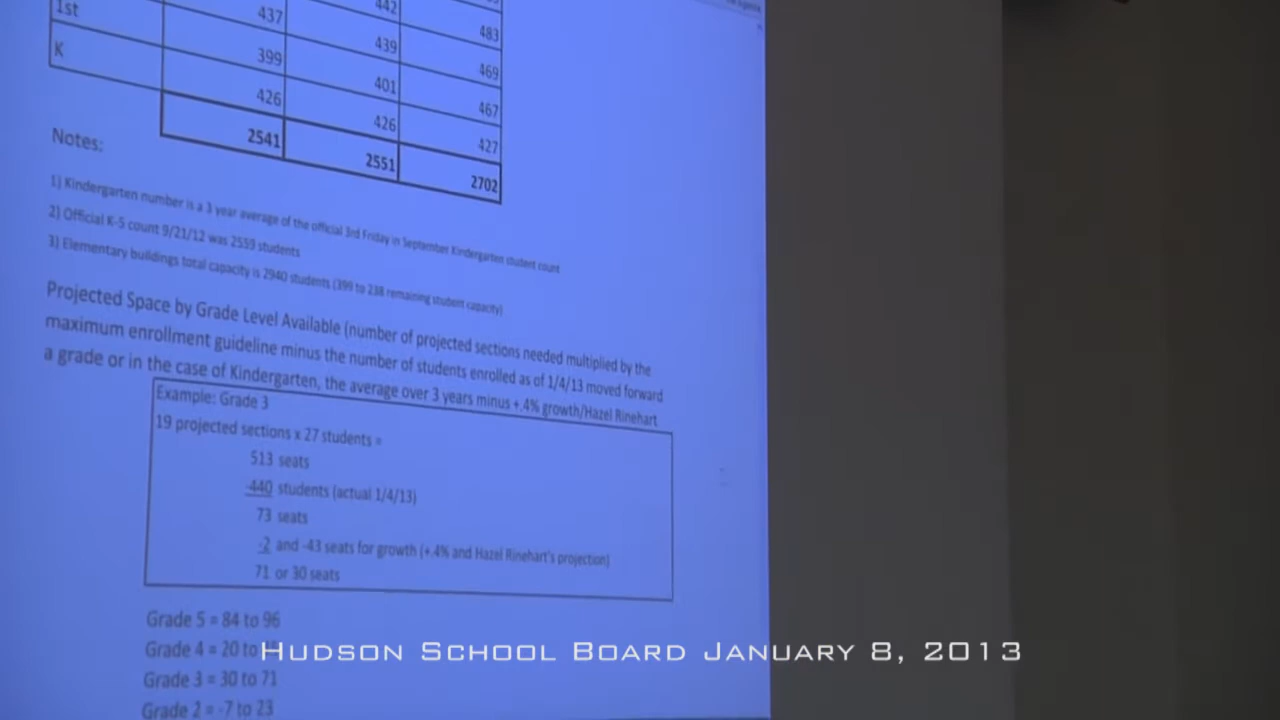 442
437
483
1st
439
469
399
K
401
467
426
426
427
2541
2551
2702
Notes:
1) Kindergarten number is a 3 year average of the official 3rd Friday in September Kindergarten student count
2) Official K-5 count 9/21/12 was 2559 students
3) Elementary buildings total capacity is 2940 students (399 to 238 remaining student capacity)
Projected Space by Grade Level Available (number of projected sections needed multiplied by the
maximum enrollment guideline minus the number of students enrolled as of 1/4/13 moved forward
a grade or in the case of Kindergarten, the average over 3 years minus +.4% growth/Hazel Rinehart
Example: Grade 3
19 projected sections x 27 students =
513 seats
-440 students (actual 1/4/13)
73 seats
-2 and -43 seats for growth (+.4% and Hazel Rinehart's projection)
71 or 30 seats
Grade 5 = 84 to 96
Grade 4 = 20 to
Hudson School Board January 8, 2013
Grade 3 = 30 to 71
Grade 2 = -7 to 23